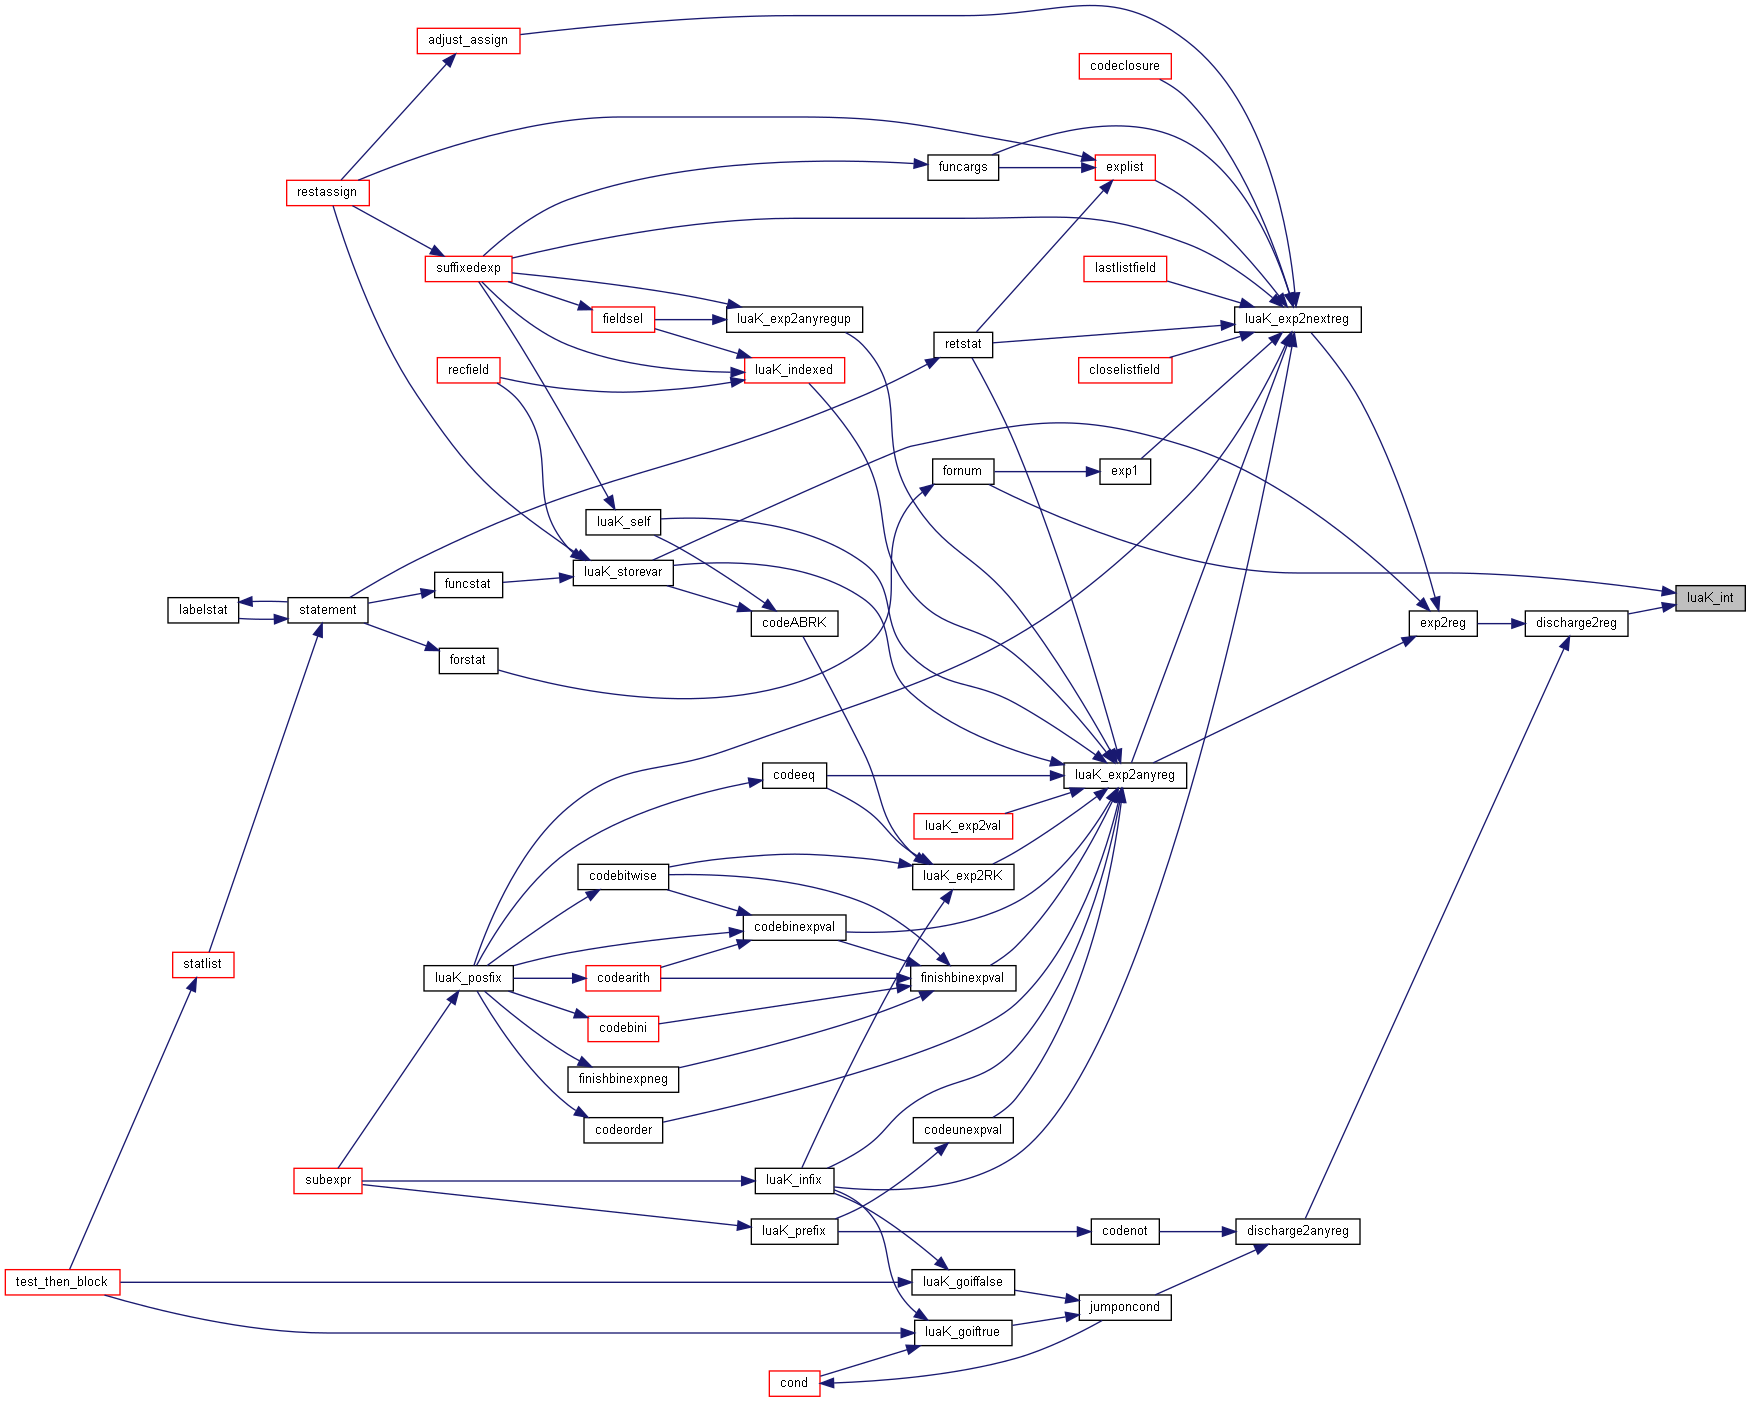 adjust_assign
codeclosure
funcargs
explist
restassign
suffixedexp
lastlistfield
fieldsel
luaK_exp2anyregup
luaK_exp2nextreg
retstat
recfield
luaK_indexed
closelistfield
fornum
exp1
luaK_self
luaK_storevar
funcstat
labelstat
statement
codeABRK
exp2reg
discharge2reg
luaK_int
forstat
codeeq
luaK_exp2anyreg
luaK_exp2val
codebitwise
luaK_exp2RK
codebinexpval
statlist
luaK_posfix
codearith
finishbinexpval
codebini
finishbinexpneg
codeorder
codeunexpval
subexpr
luaK_infix
luaK_prefix
codenot
discharge2anyreg
test_then_block
luaK_goiffalse
jumponcond
luaK_goiftrue
cond